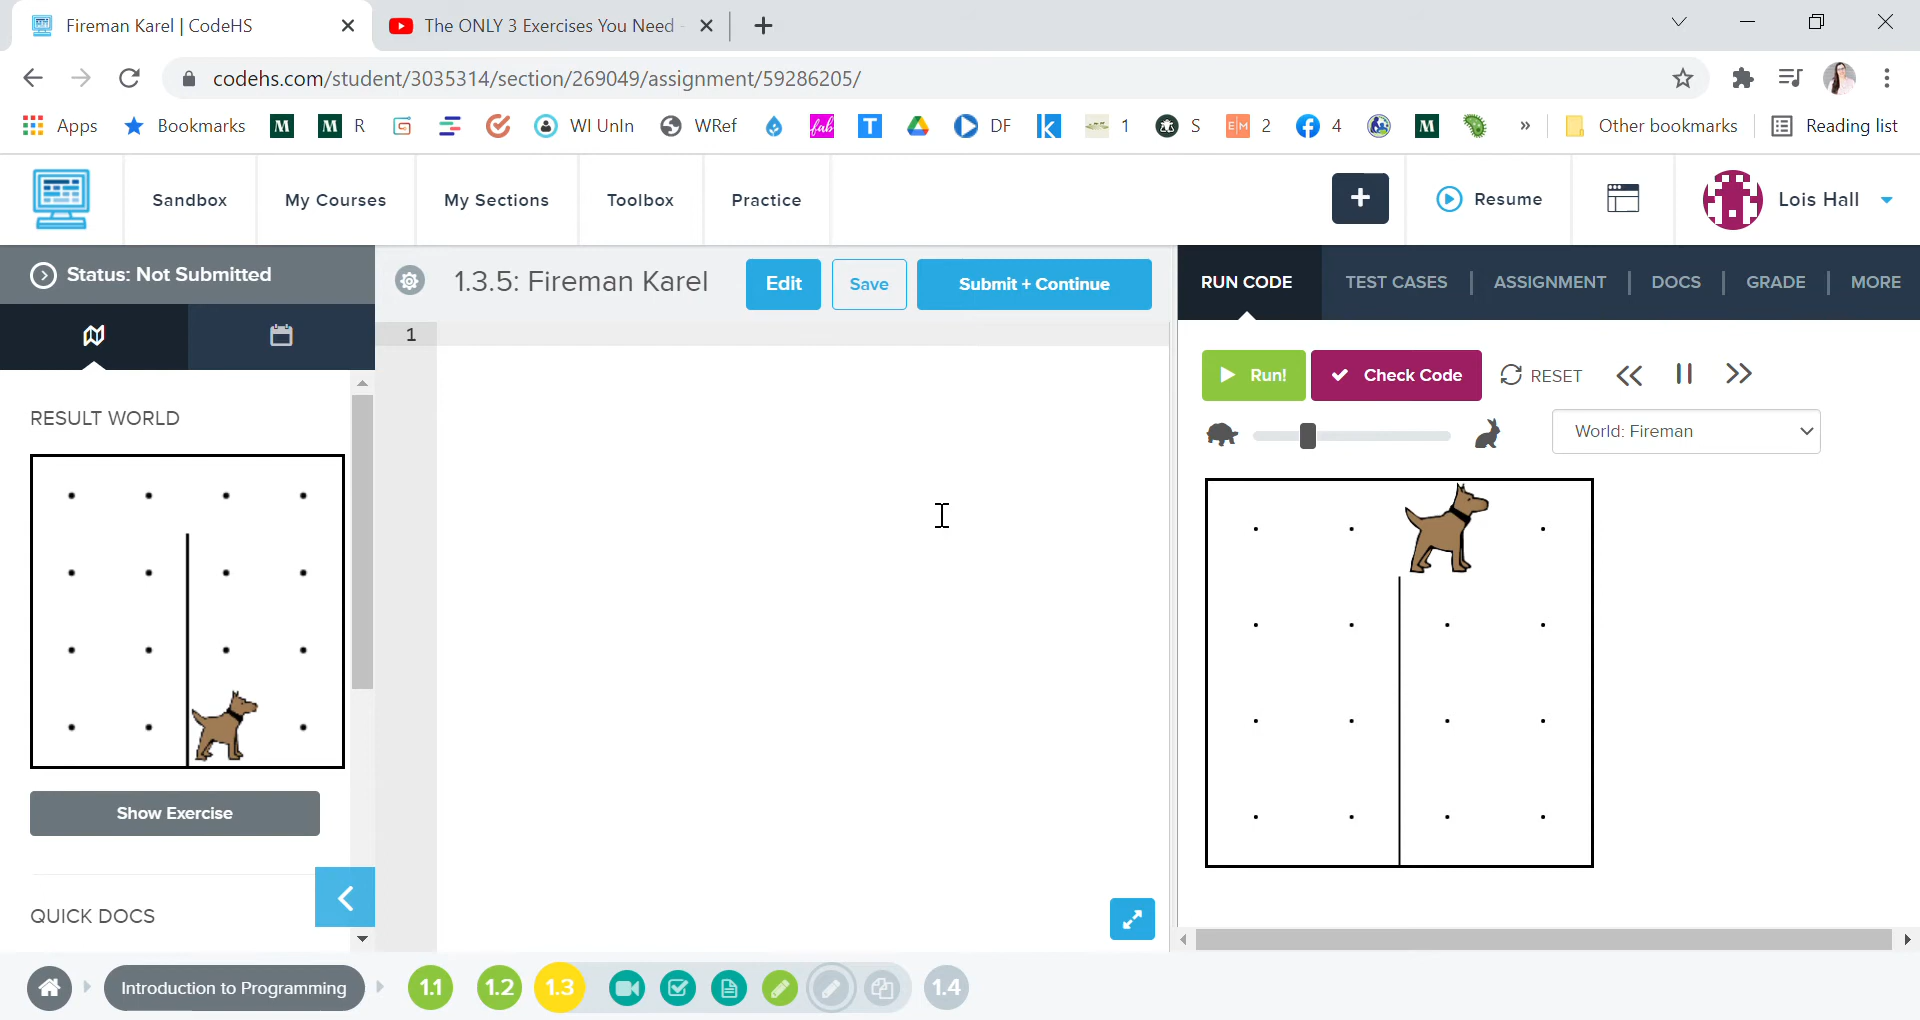 Fireman Karel | CodeHS
The ONLY 3 Exercises You Need
codehs.com/student/3035314/section/269049/assignment/59286205/
Apps Bookmarks M M R WI UnIn WRef fab T DF 1 S EM 2 4 M » Other bookmarks Reading list
Sandbox My Courses My Sections Toolbox Practice + Resume Lois Hall
Status: Not Submitted
1.3.5: Fireman Karel Edit Save Submit + Continue
RUN CODE TEST CASES | ASSIGNMENT | DOCS | GRADE | MORE
1
Run! Check Code RESET
World: Fireman
RESULT WORLD
Show Exercise
QUICK DOCS
Introduction to Programming 1.1 1.2 1.3 1.4